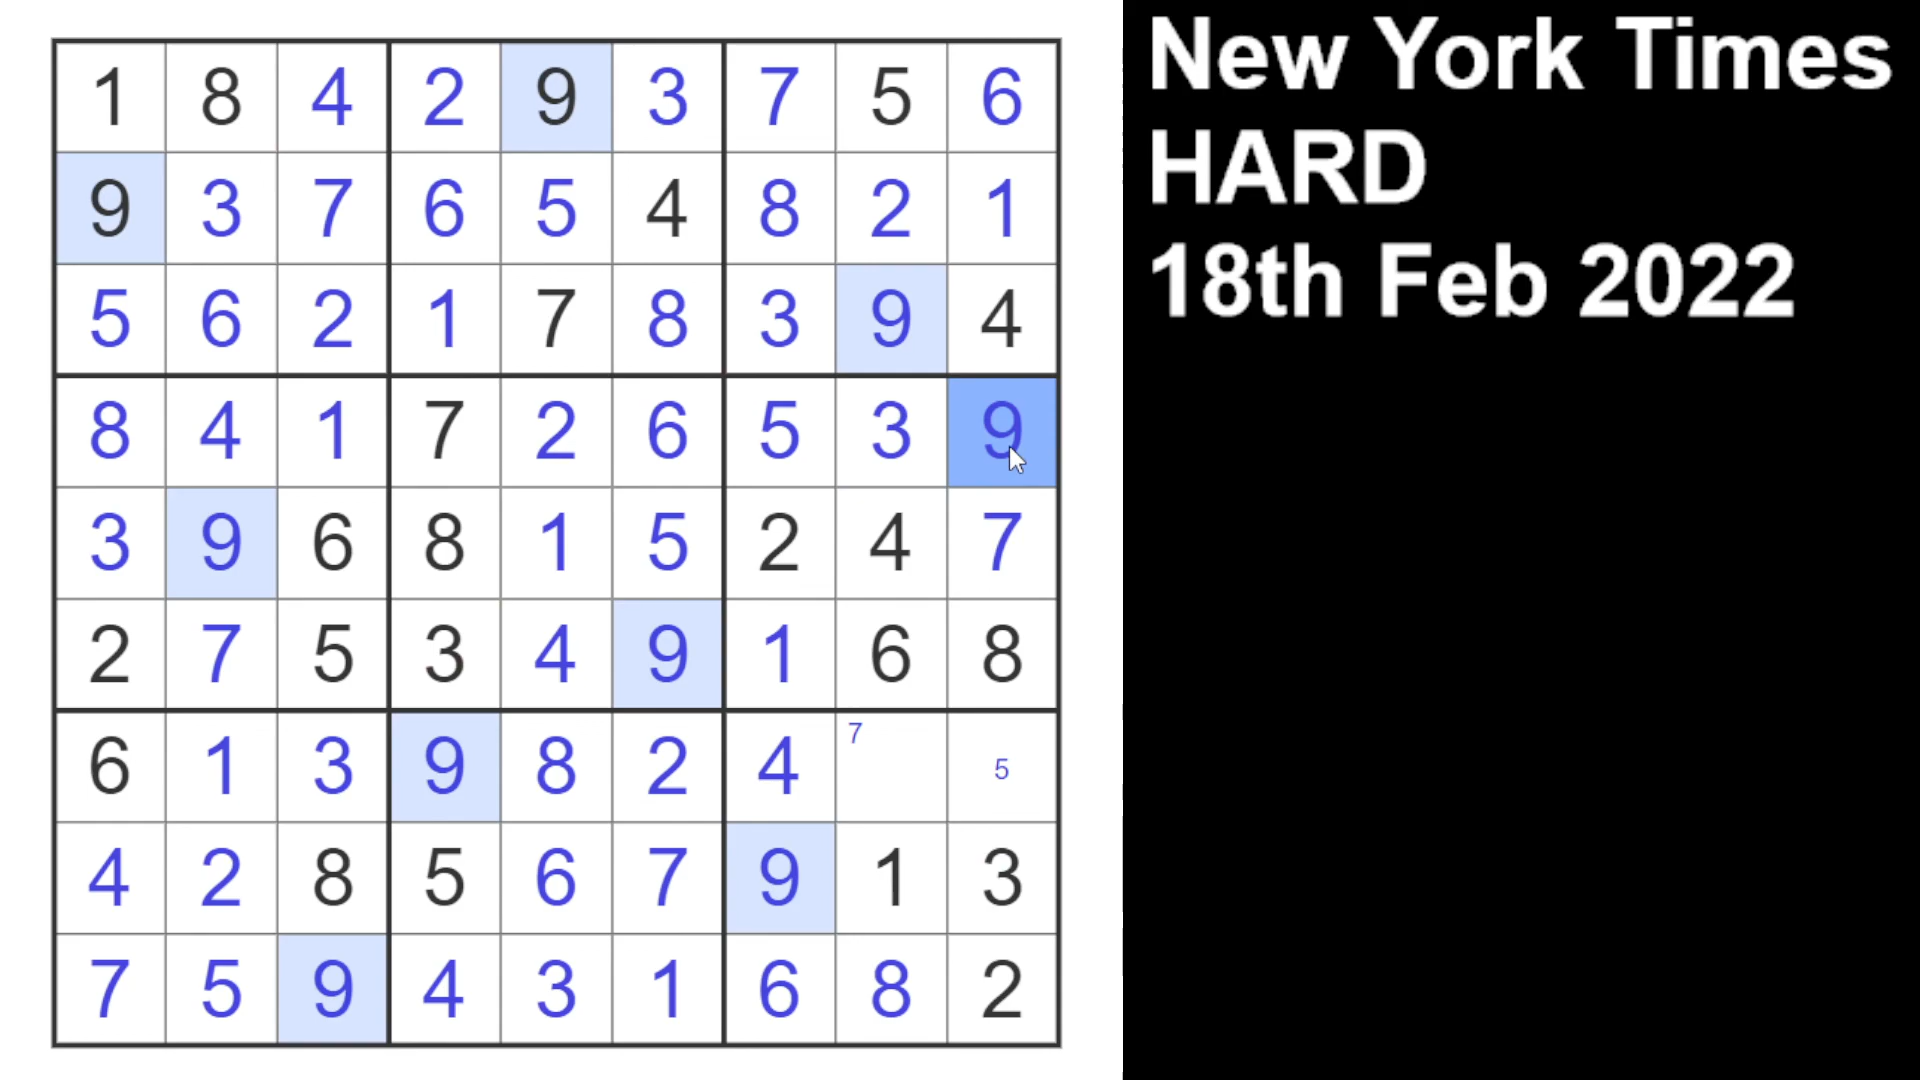 1 8 4 2 9 3 7 5 6
9 3 7 6 5 4 8 2 1
5 6 2 1 7 8 3 9 4
8 4 1 7 2 6 5 3 9
3 9 6 8 1 5 2 4 7
2 7 5 3 4 9 1 6 8
6 1 3 9 8 2 4 7 5
4 2 8 5 6 7 9 1 3
7 5 9 4 3 1 6 8 2
New York Times
HARD
18th Feb 2022